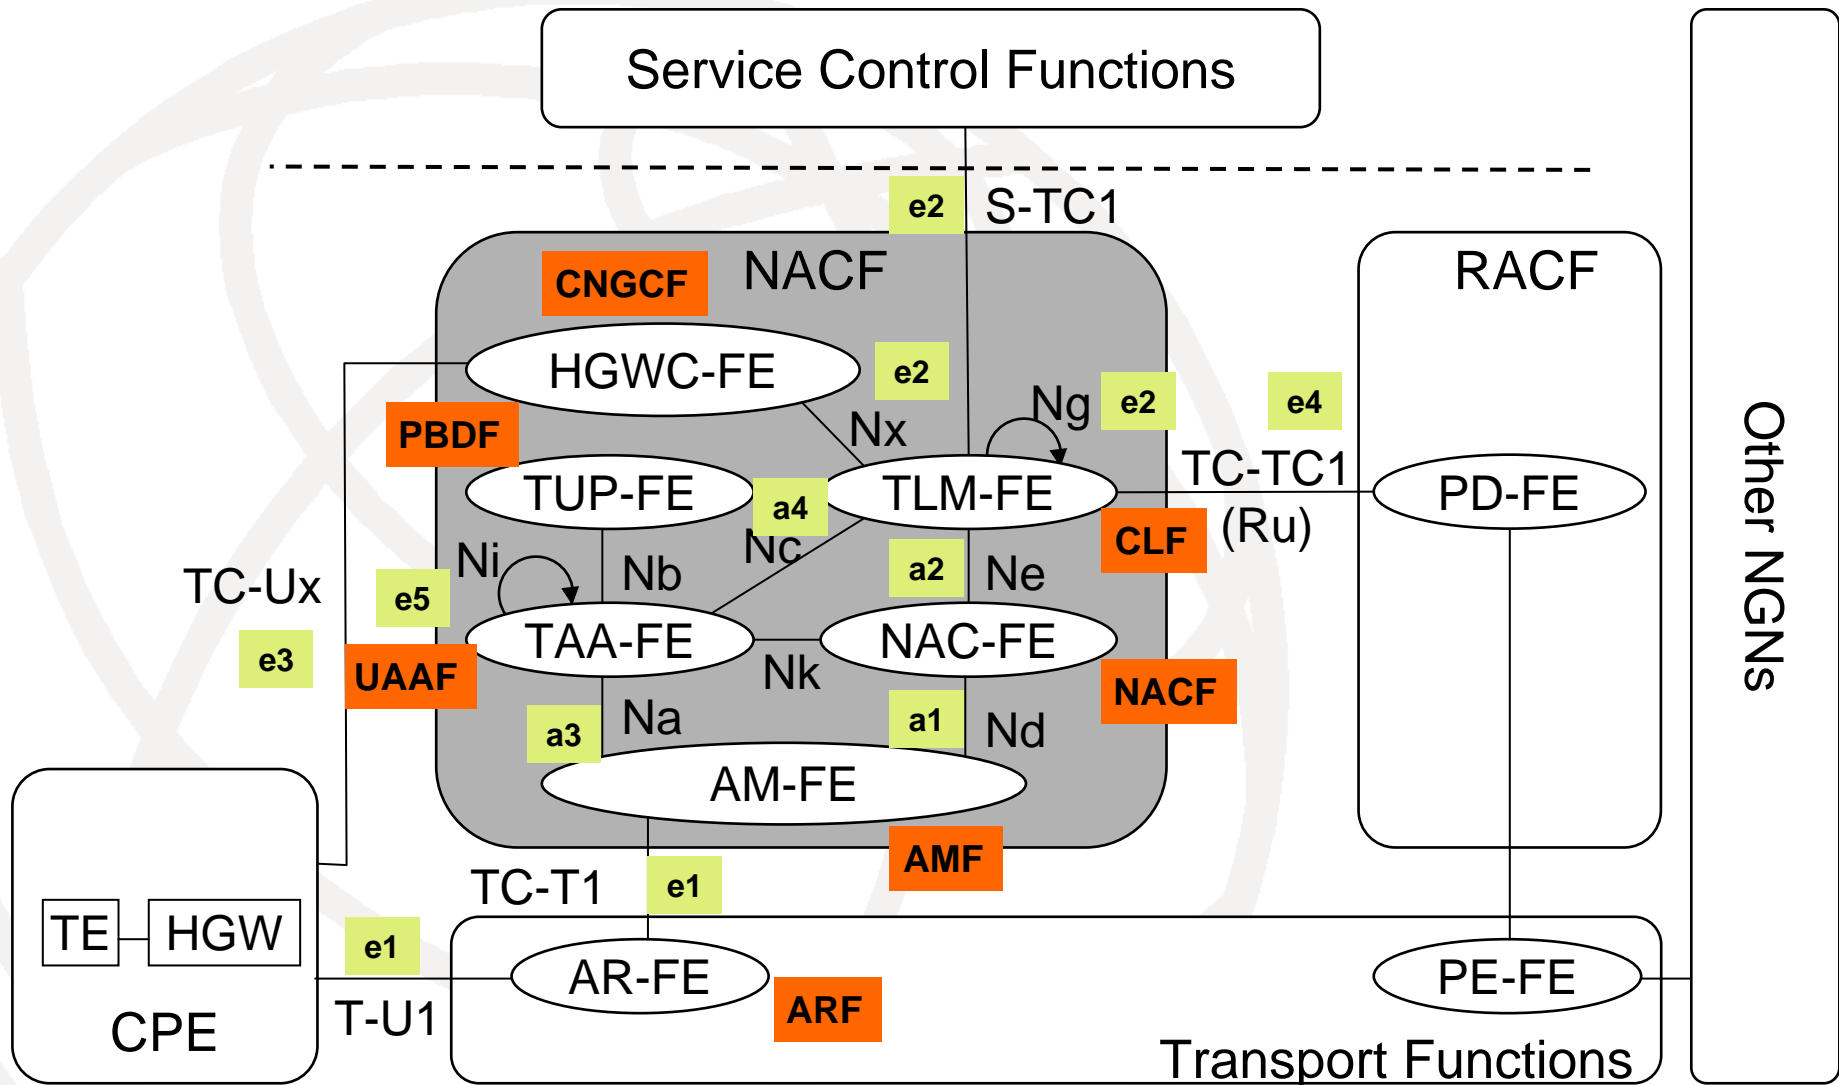 Service Control Functions
e2
S-TC1
NACF
CNGCF
RACF
HGWC-FE
e2
Ng
e2
e4
PBDF
Nx
TC-TC1
(Ru)
TUP-FE
a4
TLM-FE
PD-FE
Nc
CLF
Ni
Nb
a2
Ne
TC-Ux
e5
TAA-FE
NAC-FE
e3
UAAF
Nk
NACF
a3
Na
a1
Nd
AM-FE
AMF
TC-T1
e1
TE
HGW
e1
AR-FE
PE-FE
ARF
T-U1
CPE
Transport Functions
Other NGNs